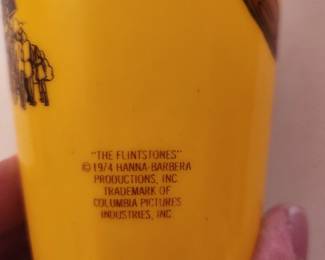 "THE FLINTSTONES"
© 1974 HANNA-BARBERA
PRODUCTIONS, INC.
TRADEMARK OF
COLUMBIA PICTURES
INDUSTRIES, INC